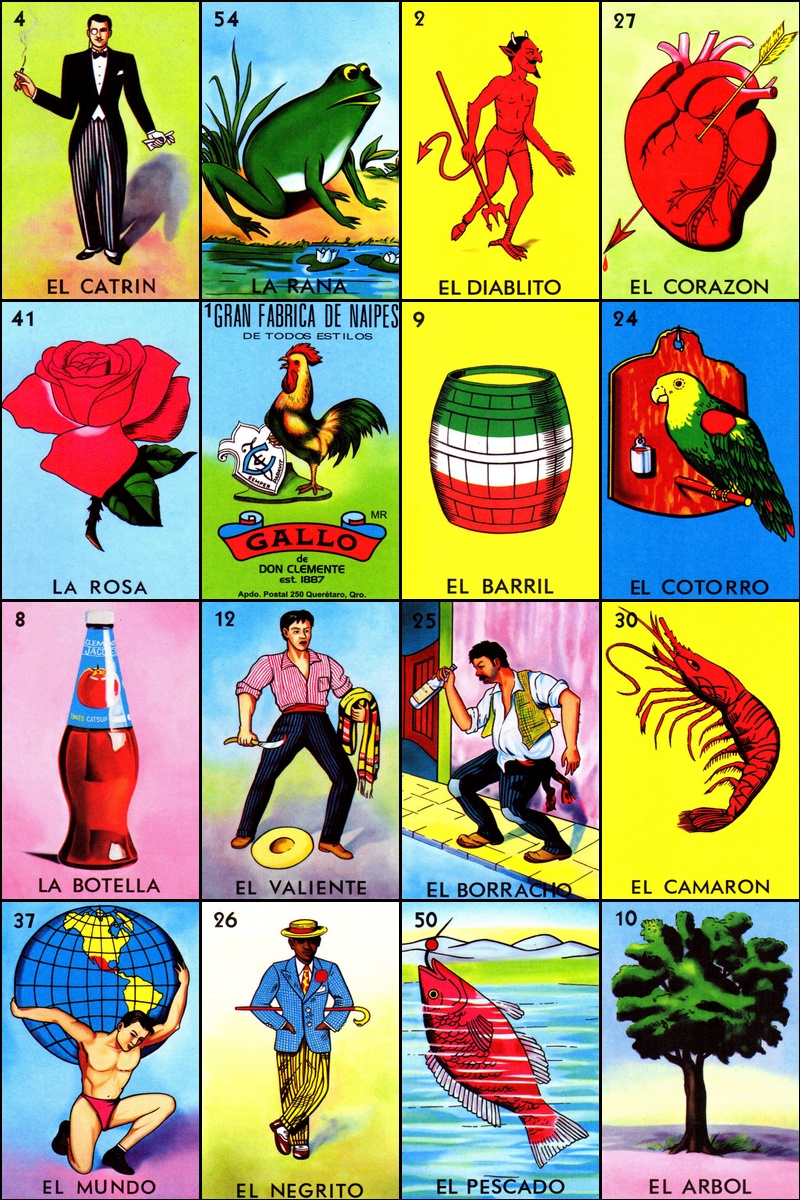 4
EL CATRIN
54
LA RANA
2
EL DIABLITO
27
EL CORAZON
41
LA ROSA
1
GRAN FABRICA DE NAIPES
DE TODOS ESTILOS
SEMPER
MR
GALLO
de
DON CLEMENTE
est. 1887
Apdo. Postal 250 Querétaro, Qro.
9
EL BARRIL
24
EL COTORRO
8
JACQUES
TOMATO CATSUP
LA BOTELLA
12
EL VALIENTE
25
EL BORRACHO
30
EL CAMARON
37
EL MUNDO
26
EL NEGRITO
50
EL PESCADO
10
EL ARBOL